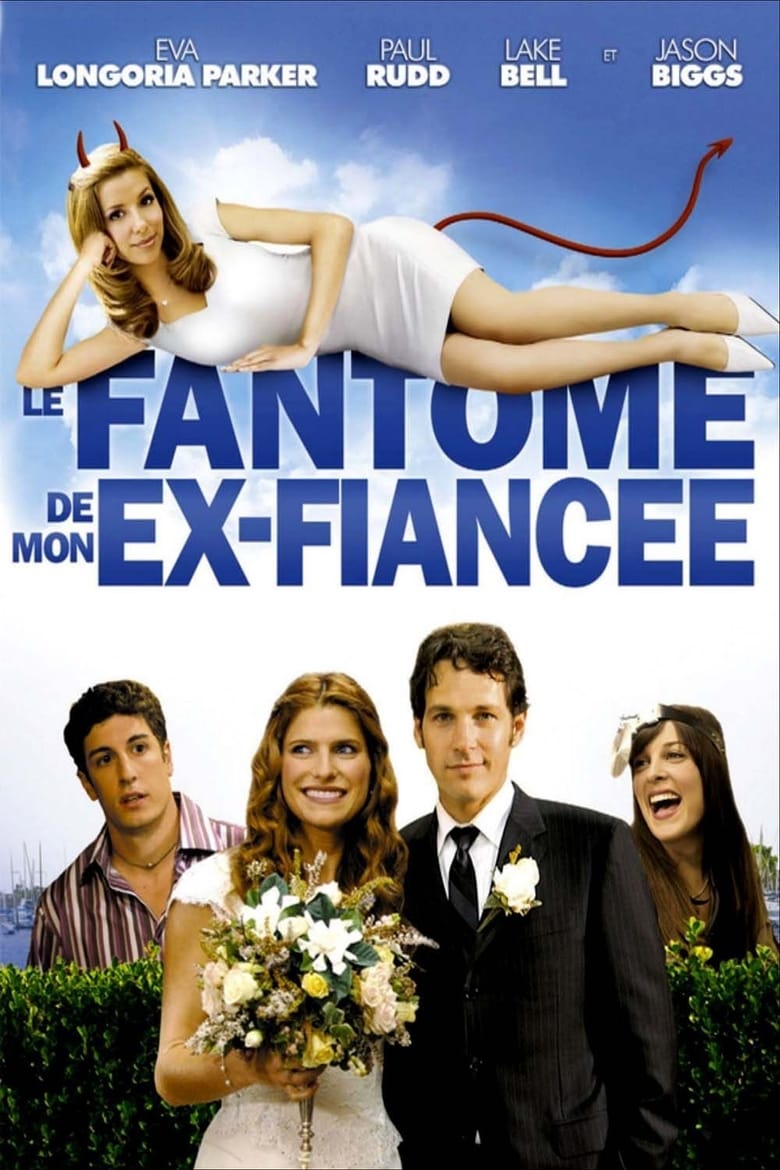 EVA LONGORIA PARKER
PAUL RUDD
LAKE BELL
ET
JASON BIGGS
LE FANTOME
DE MON EX-FIANCEE